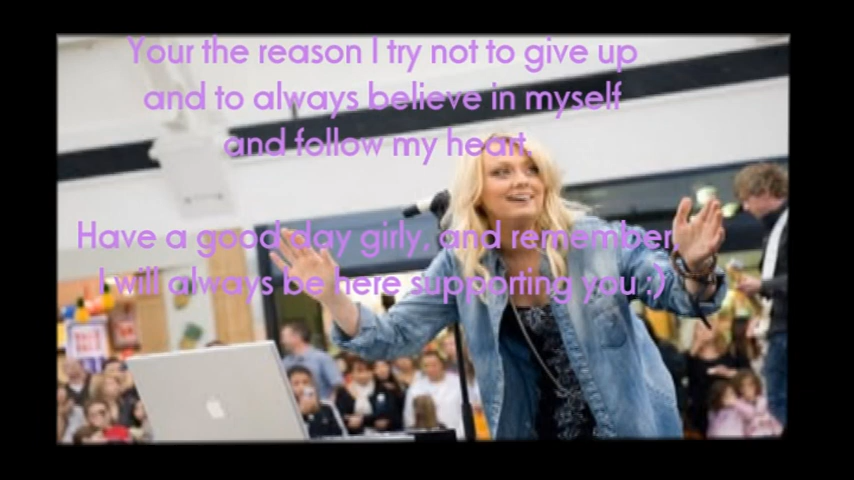 Your the reason I try not to give up
and to always believe in myself
and follow my heart.
Have a good day girly, and remember,
I will always be here supporting you :)